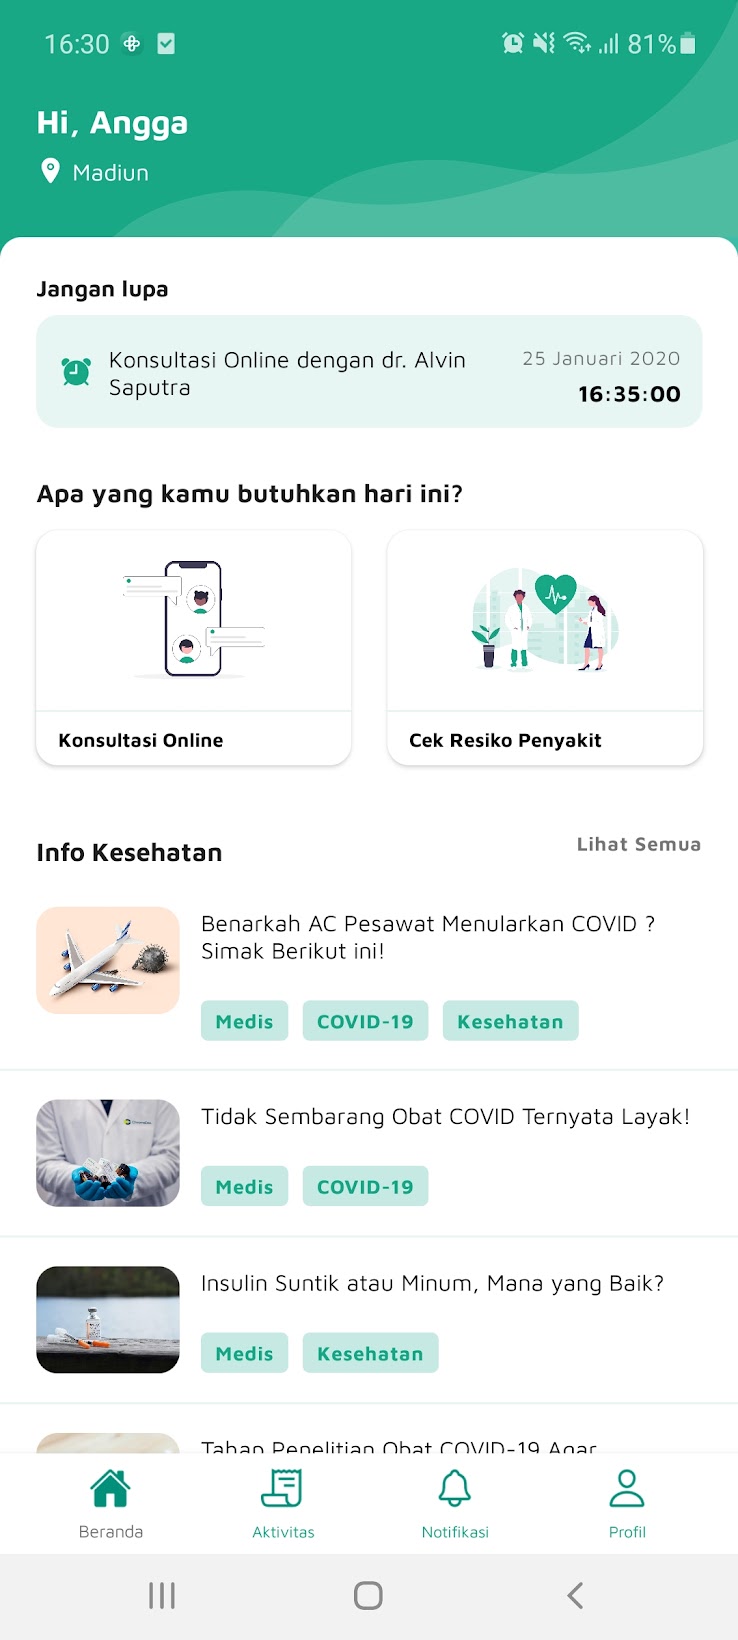 16:30
81%
Hi, Angga
Madiun
Jangan lupa
Konsultasi Online dengan dr. Alvin
Saputra
25 Januari 2020
16:35:00
Apa yang kamu butuhkan hari ini?
Konsultasi Online
Cek Resiko Penyakit
Info Kesehatan
Lihat Semua
Benarkah AC Pesawat Menularkan COVID ?
Simak Berikut ini!
Medis
COVID-19
Kesehatan
Tidak Sembarang Obat COVID Ternyata Layak!
Medis
COVID-19
Insulin Suntik atau Minum, Mana yang Baik?
Medis
Kesehatan
Tahap Penelitian Obat COVID-19 Agar
Beranda
Aktivitas
Notifikasi
Profil